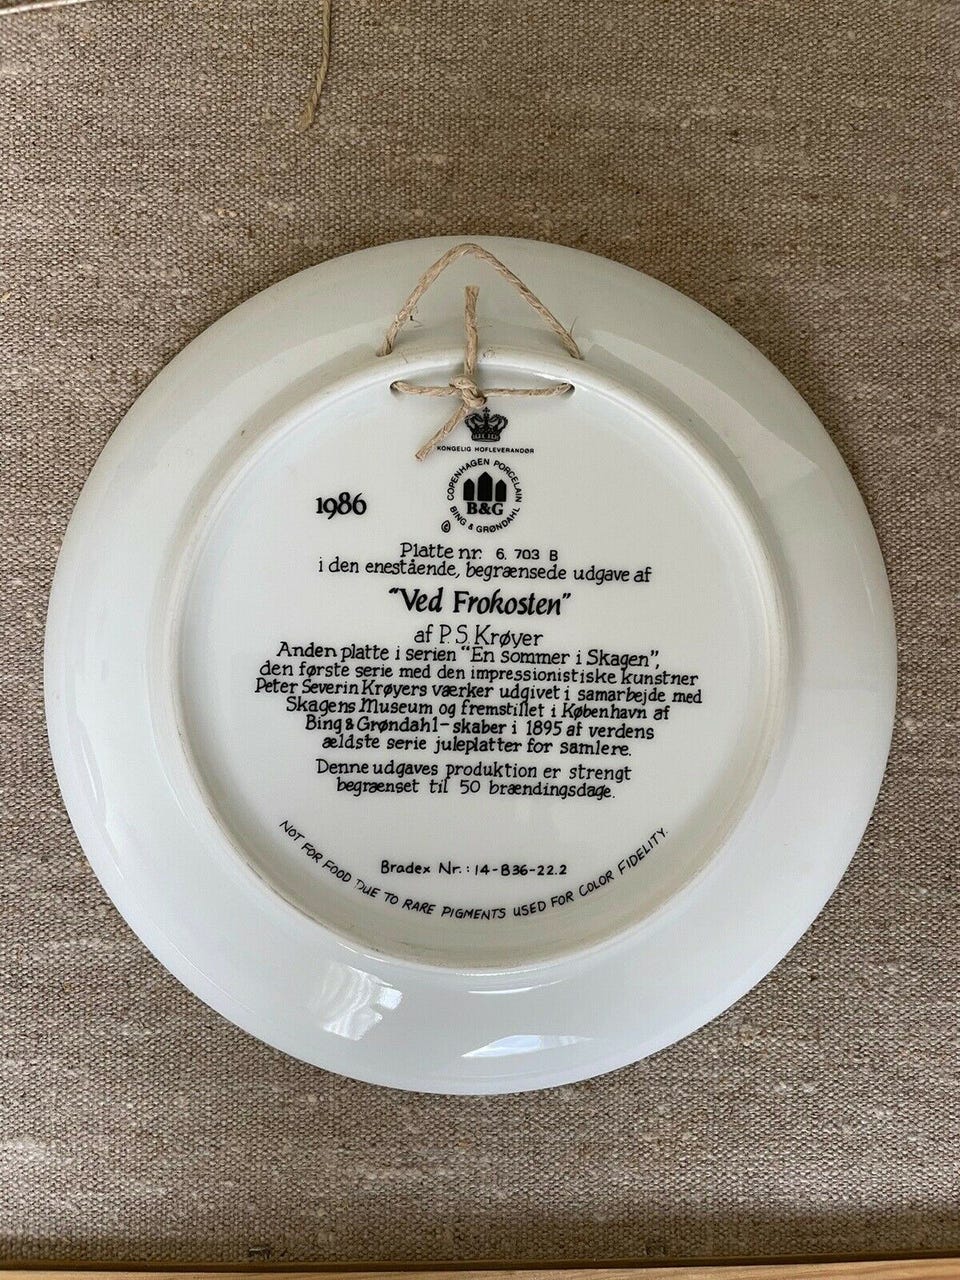 KONGELIG HOFLEVERANDØR
COPENHAGEN PORCELAIN
B&G
BING & GRØNDAHL
©
1986
Platte nr. 6. 703 B
i den enestående, begrænsede udgave af
"Ved Frokosten"
af P. S. Krøyer
Anden platte i serien "En sommer i Skagen",
den første serie med den impressionistiske kunstner
Peter Severin Krøyers værker udgivet i samarbejde med
Skagens Museum og fremstillet i København af
Bing & Grøndahl - skaber i 1895 af verdens
ældste serie juleplatter for samlere.
Denne udgaves produktion er strengt
begrænset til 50 brændingsdage.
Bradex Nr.: 14-B36-22.2
NOT FOR FOOD DUE TO RARE PIGMENTS USED FOR COLOR FIDELITY.